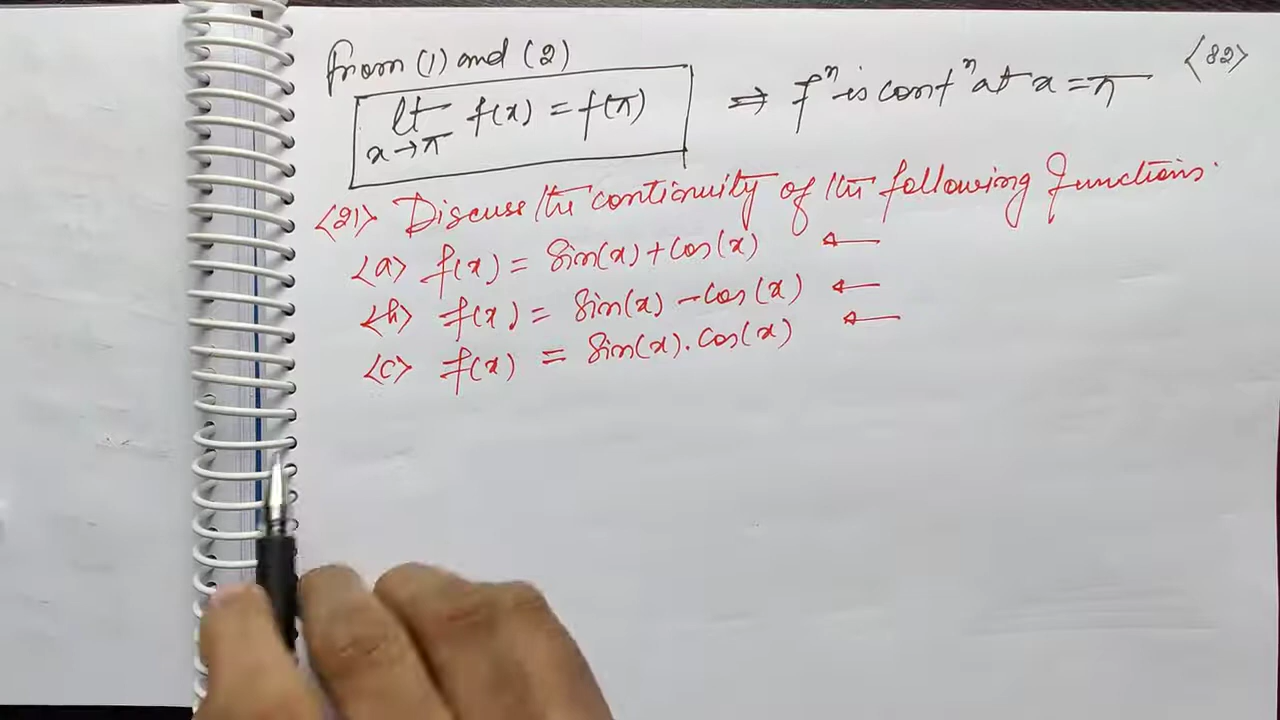 from (1) and (2)
<82>
lt x→π f(x) = f(π) ⇒ fⁿ is contⁿ at x = π
<21> Discuss the continuity of the following functions.
<a> f(x) = Sin(x) + Cos(x) ←
<b> f(x) = Sin(x) - Cos(x) ←
<c> f(x) = Sin(x). Cos(x) ←